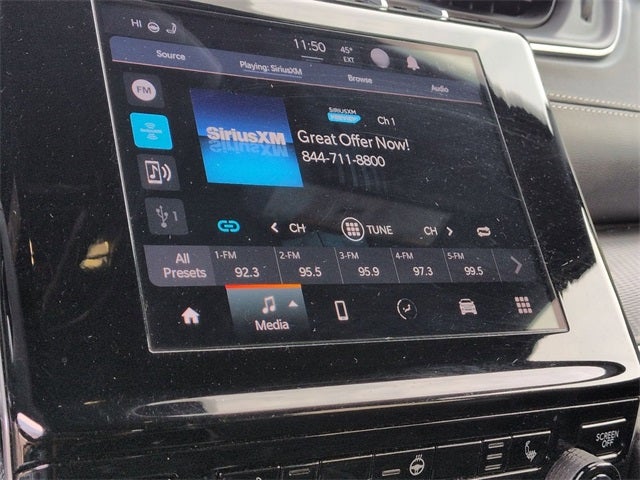 HI
11:50
45°
EXT
Source
Playing: SiriusXM
Browse
Audio
FM
SIRIUSXM
Ch 1
SiriusXM
Great Offer Now!
844-711-8800
1
CH
TUNE
CH
All
Presets
1-FM
2-FM
3-FM
4-FM
5-FM
92.3
95.5
95.9
97.3
99.5
Media
SCREEN
OFF